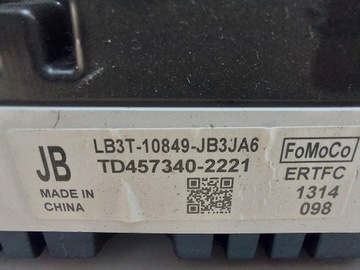 JB
MADE IN
CHINA
LB3T-10849-JB3JA6
TD457340-2221
FoMoCo
ERTFC
1314
098